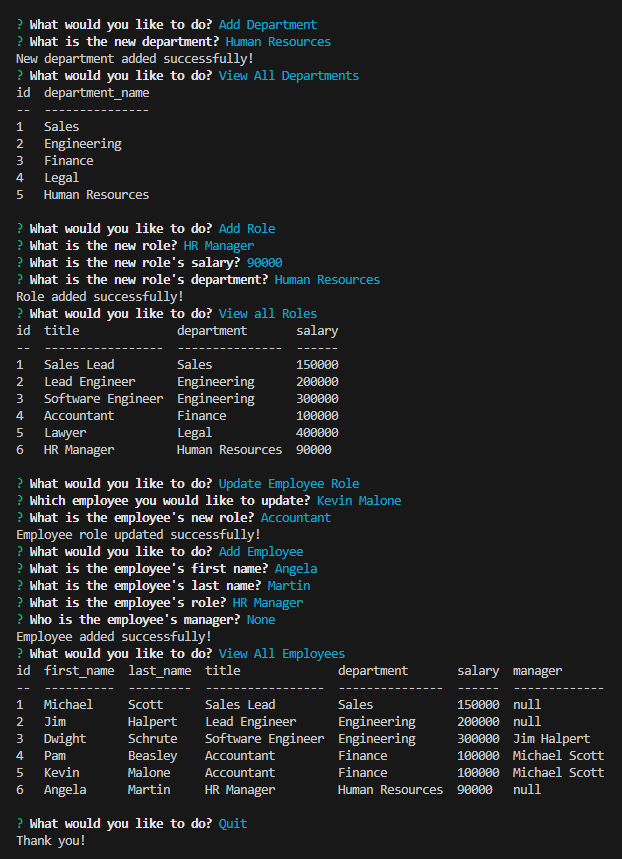 ? What would you like to do? Add Department
? What is the new department? Human Resources
New department added successfully!
? What would you like to do? View All Departments
id  department_name
--  ---------------
1   Sales
2   Engineering
3   Finance
4   Legal
5   Human Resources

? What would you like to do? Add Role
? What is the new role? HR Manager
? What is the new role's salary? 90000
? What is the new role's department? Human Resources
Role added successfully!
? What would you like to do? View all Roles
id  title              department       salary
--  -----------------  ---------------  ------
1   Sales Lead         Sales            150000
2   Lead Engineer      Engineering      200000
3   Software Engineer  Engineering      300000
4   Accountant         Finance          100000
5   Lawyer             Legal            400000
6   HR Manager         Human Resources  90000

? What would you like to do? Update Employee Role
? Which employee you would like to update? Kevin Malone
? What is the employee's new role? Accountant
Employee role updated successfully!
? What would you like to do? Add Employee
? What is the employee's first name? Angela
? What is the employee's last name? Martin
? What is the employee's role? HR Manager
? Who is the employee's manager? None
Employee added successfully!
? What would you like to do? View All Employees
id  first_name  last_name  title              department       salary  manager
--  ----------  ---------  -----------------  ---------------  ------  -------------
1   Michael     Scott      Sales Lead         Sales            150000  null
2   Jim         Halpert    Lead Engineer      Engineering      200000  null
3   Dwight      Schrute    Software Engineer  Engineering      300000  Jim Halpert
4   Pam         Beasley    Accountant         Finance          100000  Michael Scott
5   Kevin       Malone     Accountant         Finance          100000  Michael Scott
6   Angela      Martin     HR Manager         Human Resources  90000   null

? What would you like to do? Quit
Thank you!